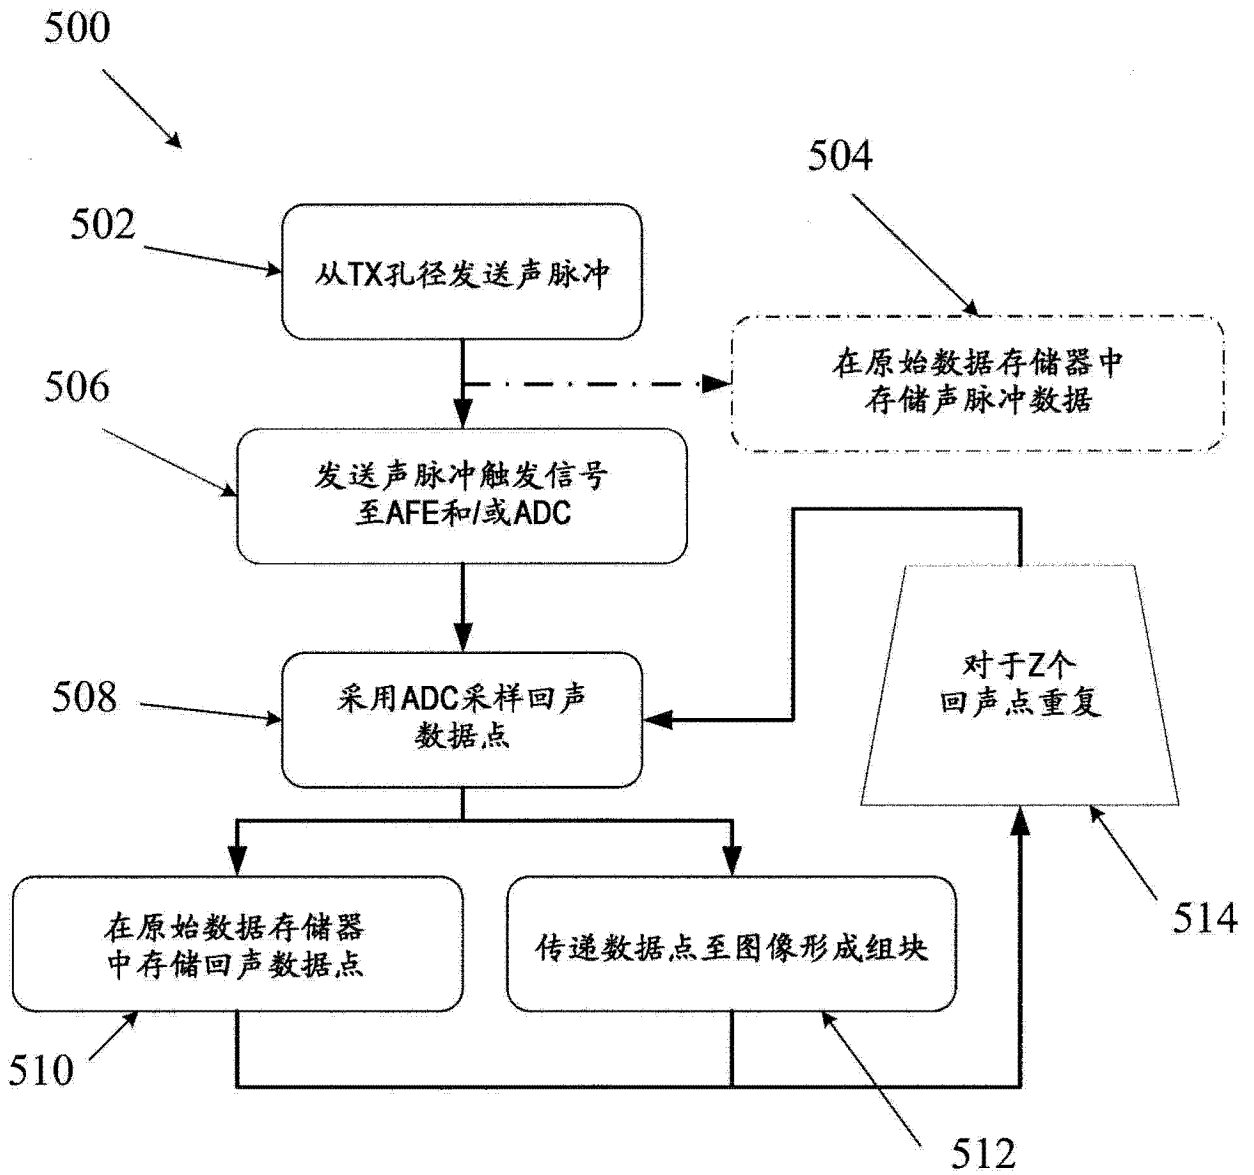 500
502
从TX孔径发送声脉冲
504
在原始数据存储器中
存储声脉冲数据
506
发送声脉冲触发信号
至AFE和/或ADC
508
采用ADC采样回声
数据点
对于Z个
回声点重复
514
在原始数据存储器
中存储回声数据点
510
传递数据点至图像形成组块
512